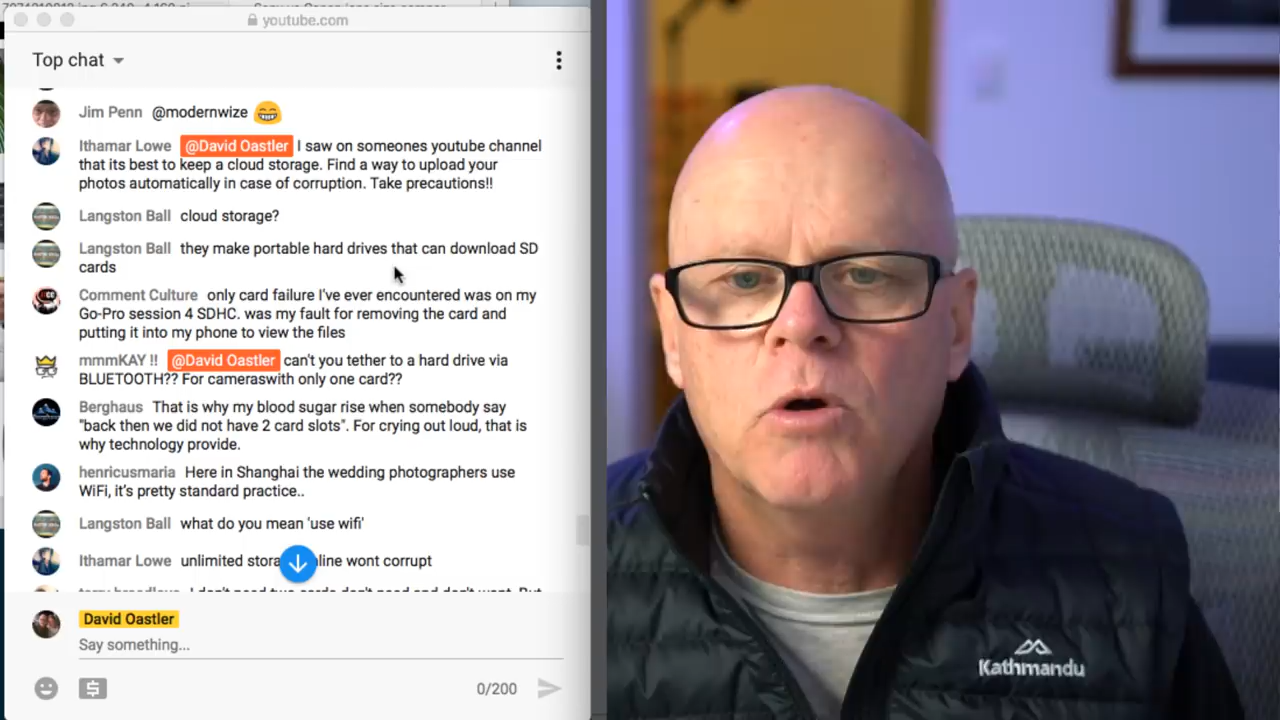 youtube.com
Top chat
Jim Penn @modernwize
Ithamar Lowe @David Oastler I saw on someones youtube channel
that its best to keep a cloud storage. Find a way to upload your
photos automatically in case of corruption. Take precautions!!
Langston Ball cloud storage?
Langston Ball they make portable hard drives that can download SD
cards
Comment Culture only card failure I've ever encountered was on my
Go-Pro session 4 SDHC. was my fault for removing the card and
putting it into my phone to view the files
mmmKAY !! @David Oastler can't you tether to a hard drive via
BLUETOOTH?? For cameraswith only one card??
Berghaus That is why my blood sugar rise when somebody say
"back then we did not have 2 card slots". For crying out loud, that is
why technology provide.
henricusmaria Here in Shanghai the wedding photographers use
WiFi, it's pretty standard practice..
Langston Ball what do you mean 'use wifi'
Ithamar Lowe unlimited wont corrupt
David Oastler
Say something...
0/200
Kathmandu